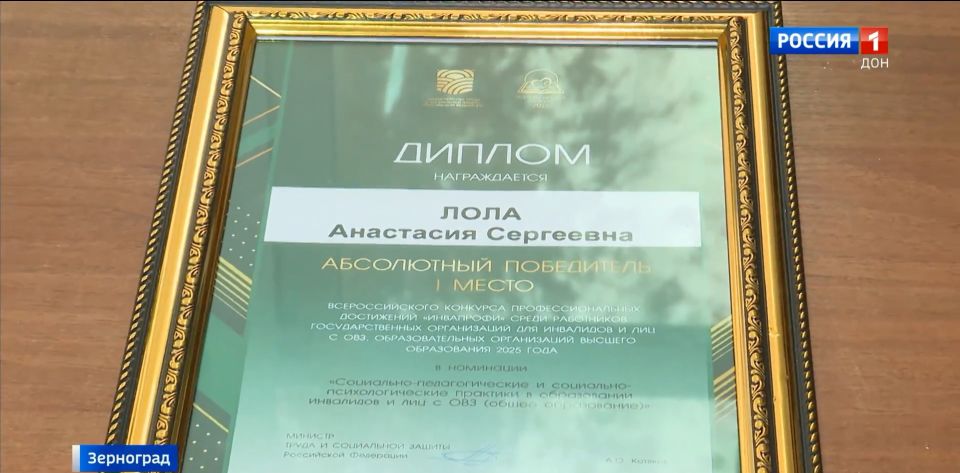 РОССИЯ 1
ДОН
ДИПЛОМ
НАГРАЖДАЕТСЯ
ЛОЛА
Анастасия Сергеевна
АБСОЛЮТНЫЙ ПОБЕДИТЕЛЬ
I МЕСТО
ВСЕРОССИЙСКОГО КОНКУРСА ПРОФЕССИОНАЛЬНЫХ
ДОСТИЖЕНИЙ «ИНВАПРОФИ» СРЕДИ РАБОТНИКОВ
ГОСУДАРСТВЕННЫХ ОРГАНИЗАЦИЙ ДЛЯ ИНВАЛИДОВ И ЛИЦ
С ОВЗ, ОБРАЗОВАТЕЛЬНЫХ ОРГАНИЗАЦИЙ ВЫСШЕГО
ОБРАЗОВАНИЯ 2025 ГОДА
в номинации
«Социально-педагогические и социально-
психологические практики в образовании
инвалидов и лиц с ОВЗ (общее образование)»
МИНИСТР
ТРУДА И СОЦИАЛЬНОЙ ЗАЩИТЫ
Российской Федерации
А.О. Котяков
Зерноград